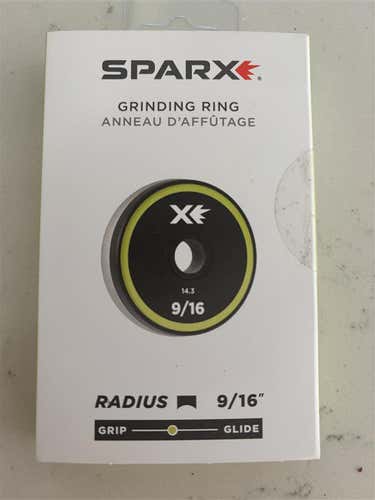 SPARX
GRINDING RING
ANNEAU D'AFFÛTAGE
X
14.3
9/16
RADIUS 9/16"
GRIP GLIDE